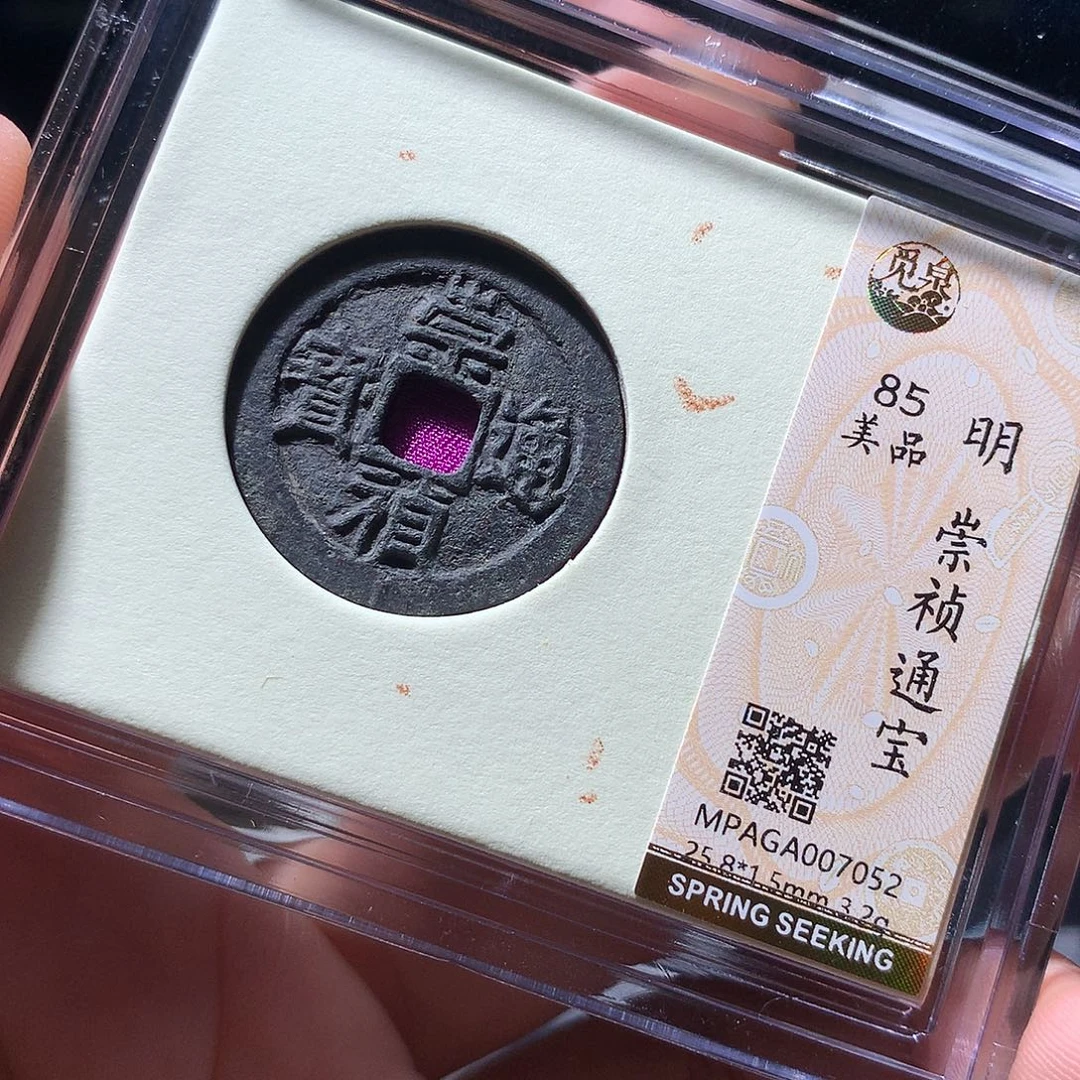 崇禎通寶
覓泉
85
美品
明
崇祯通宝
MPAGA007052
25.8*1.5mm 3.2g
SPRING SEEKING